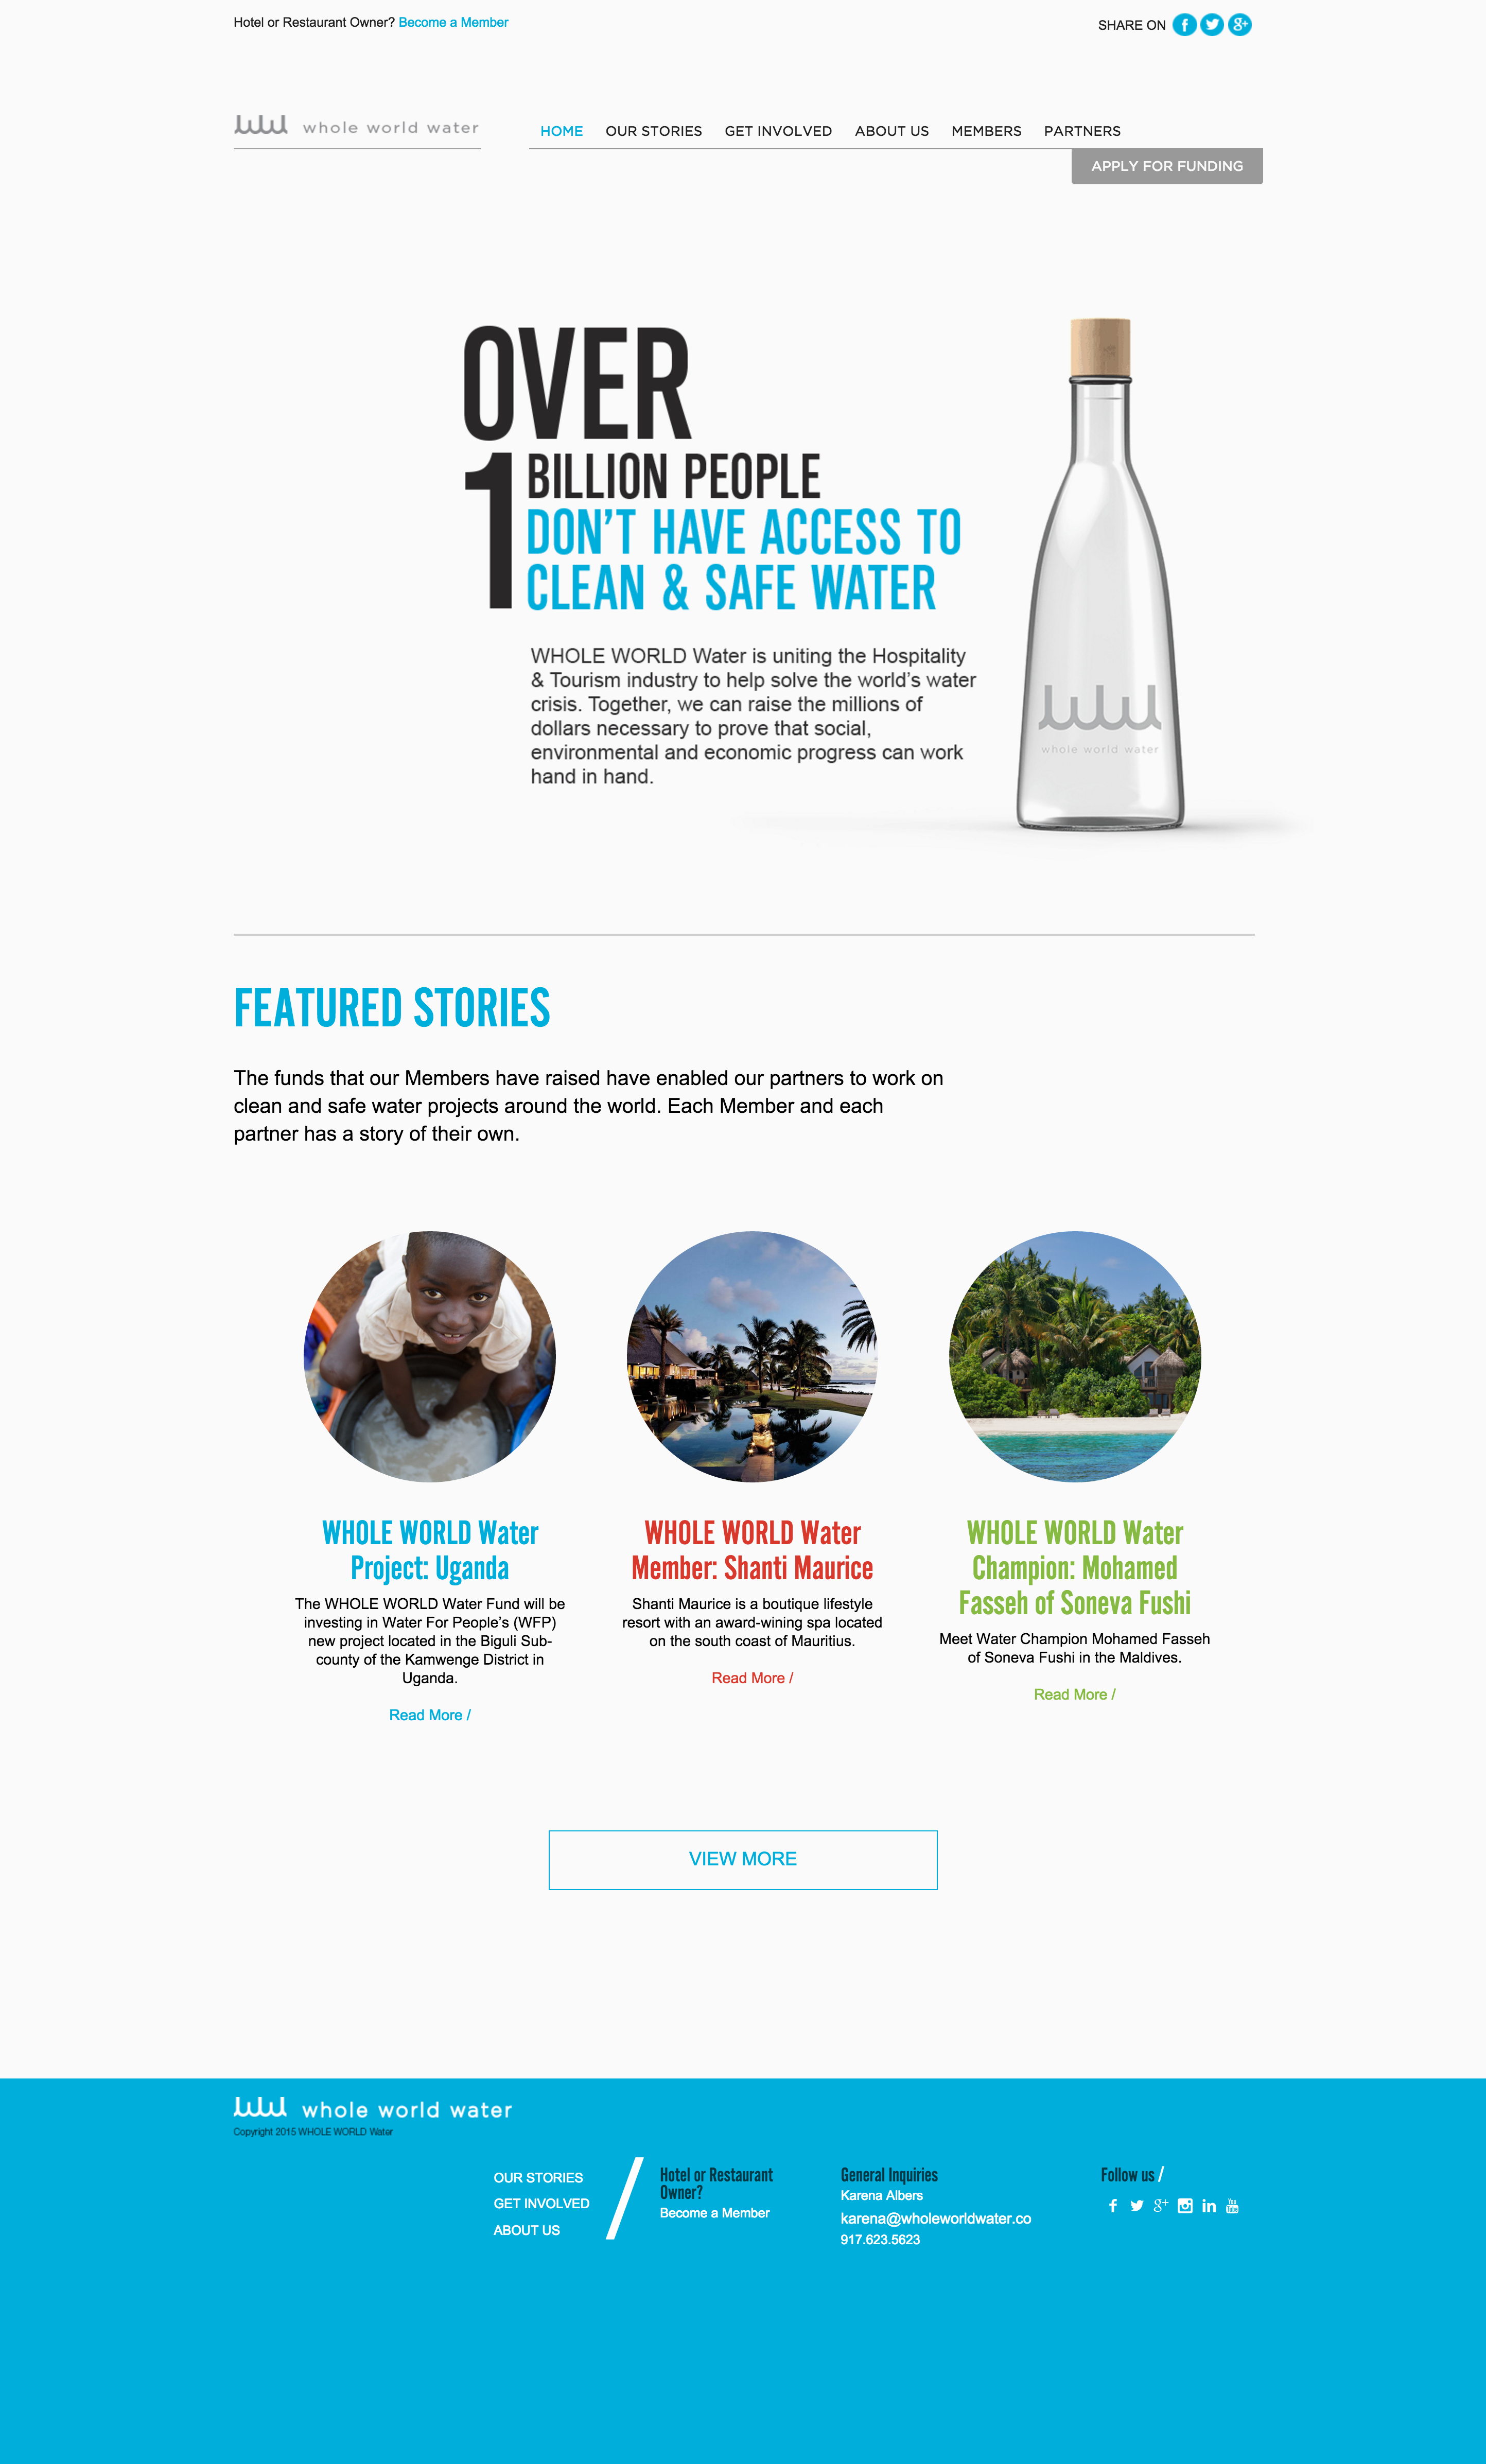 Hotel or Restaurant Owner? Become a Member
SHARE ON
whole world water
HOME OUR STORIES GET INVOLVED ABOUT US MEMBERS PARTNERS
APPLY FOR FUNDING
OVER
1 BILLION PEOPLE
DON'T HAVE ACCESS TO
CLEAN & SAFE WATER
WHOLE WORLD Water is uniting the Hospitality
& Tourism industry to help solve the world's water
crisis. Together, we can raise the millions of
dollars necessary to prove that social,
environmental and economic progress can work
hand in hand.
whole world water
FEATURED STORIES
The funds that our Members have raised have enabled our partners to work on
clean and safe water projects around the world. Each Member and each
partner has a story of their own.
WHOLE WORLD Water
Project: Uganda
The WHOLE WORLD Water Fund will be
investing in Water For People's (WFP)
new project located in the Biguli Sub-
county of the Kamwenge District in
Uganda.
Read More /
WHOLE WORLD Water
Member: Shanti Maurice
Shanti Maurice is a boutique lifestyle
resort with an award-wining spa located
on the south coast of Mauritius.
Read More /
WHOLE WORLD Water
Champion: Mohamed
Fasseh of Soneva Fushi
Meet Water Champion Mohamed Fasseh
of Soneva Fushi in the Maldives.
Read More /
VIEW MORE
whole world water
Copyright 2015 WHOLE WORLD Water
OUR STORIES
GET INVOLVED
ABOUT US
Hotel or Restaurant
Owner?
Become a Member
General Inquiries
Karena Albers
karena@wholeworldwater.co
917.623.5623
Follow us /